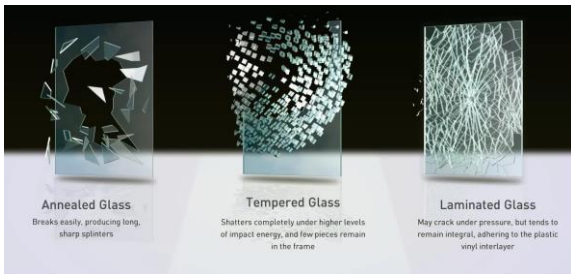 Annealed Glass
Breaks easily, producing long,
sharp splinters
Tempered Glass
Shatters completely under higher levels
of impact energy, and few pieces remain
in the frame
Laminated Glass
May crack under pressure, but tends to
remain integral, adhering to the plastic
vinyl interlayer